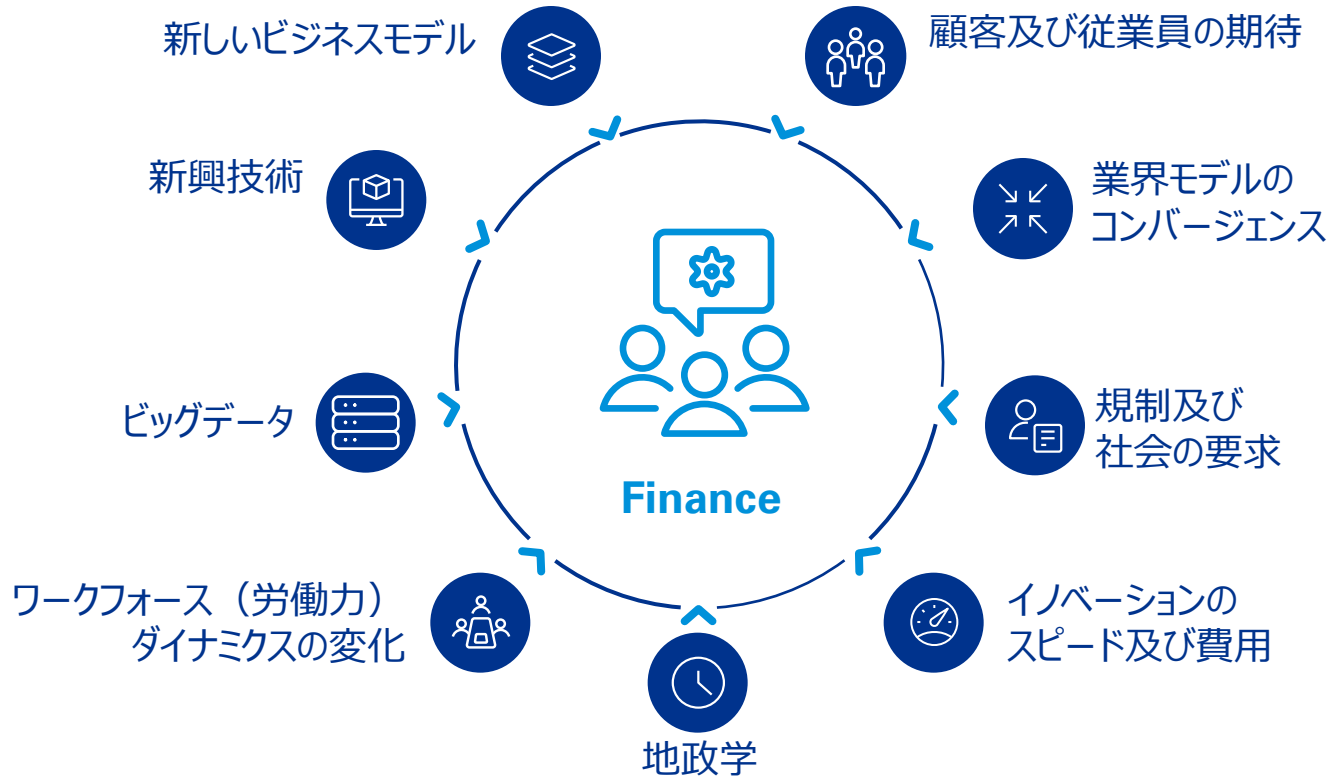 新しいビジネスモデル
顧客及び従業員の期待
新興技術
業界モデルの
コンバージェンス
ビッグデータ
規制及び
社会の要求
Finance
ワークフォース（労働力）
ダイナミクスの変化
イノベーションの
スピード及び費用
地政学